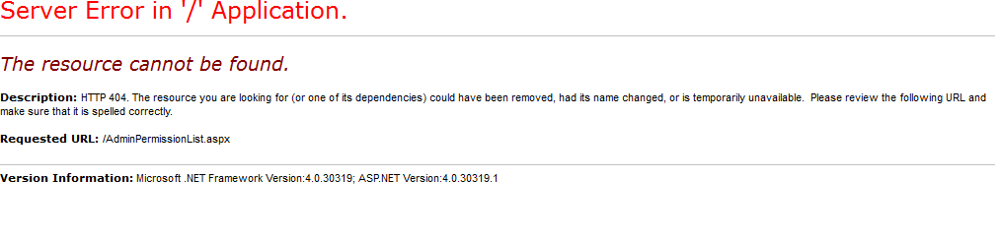 Server Error in '/' Application.
The resource cannot be found.
Description: HTTP 404. The resource you are looking for (or one of its dependencies) could have been removed, had its name changed, or is temporarily unavailable.  Please review the following URL and
make sure that it is spelled correctly.
Requested URL: /AdminPermissionList.aspx
Version Information: Microsoft .NET Framework Version:4.0.30319; ASP.NET Version:4.0.30319.1